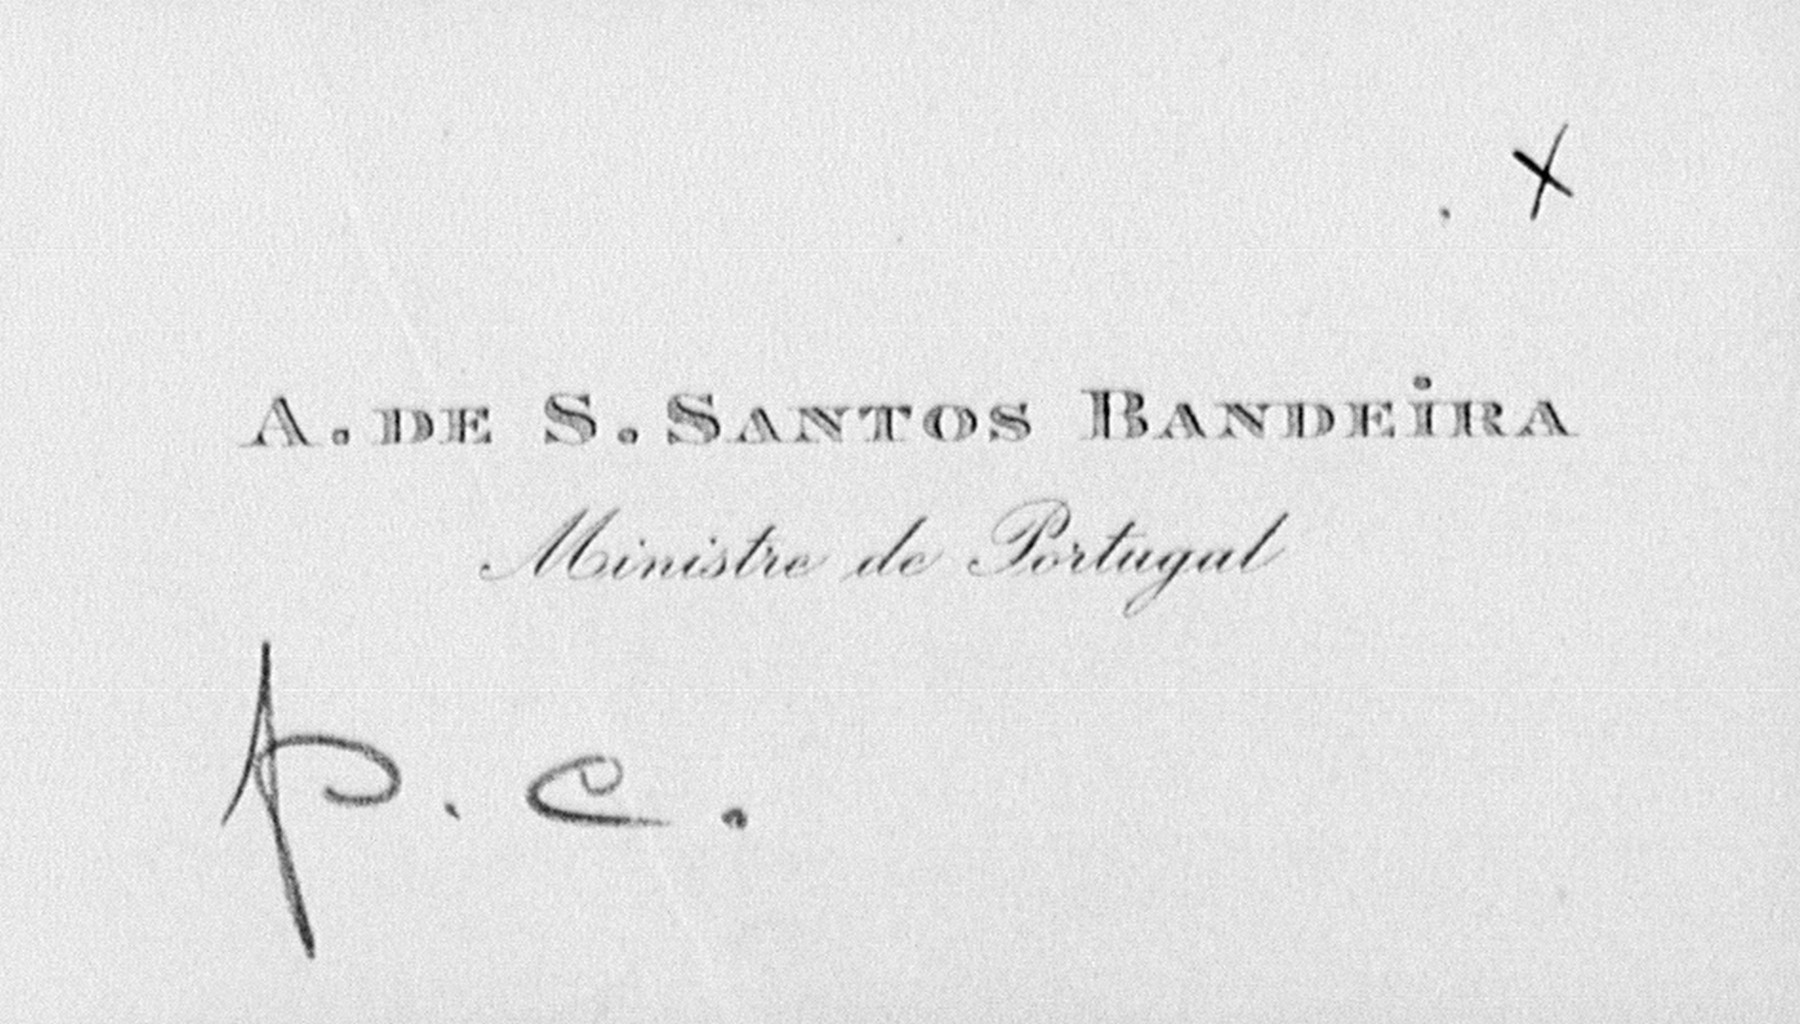 x
A. DE S. SANTOS BANDEIRA
Ministre de Portugal
p. c.